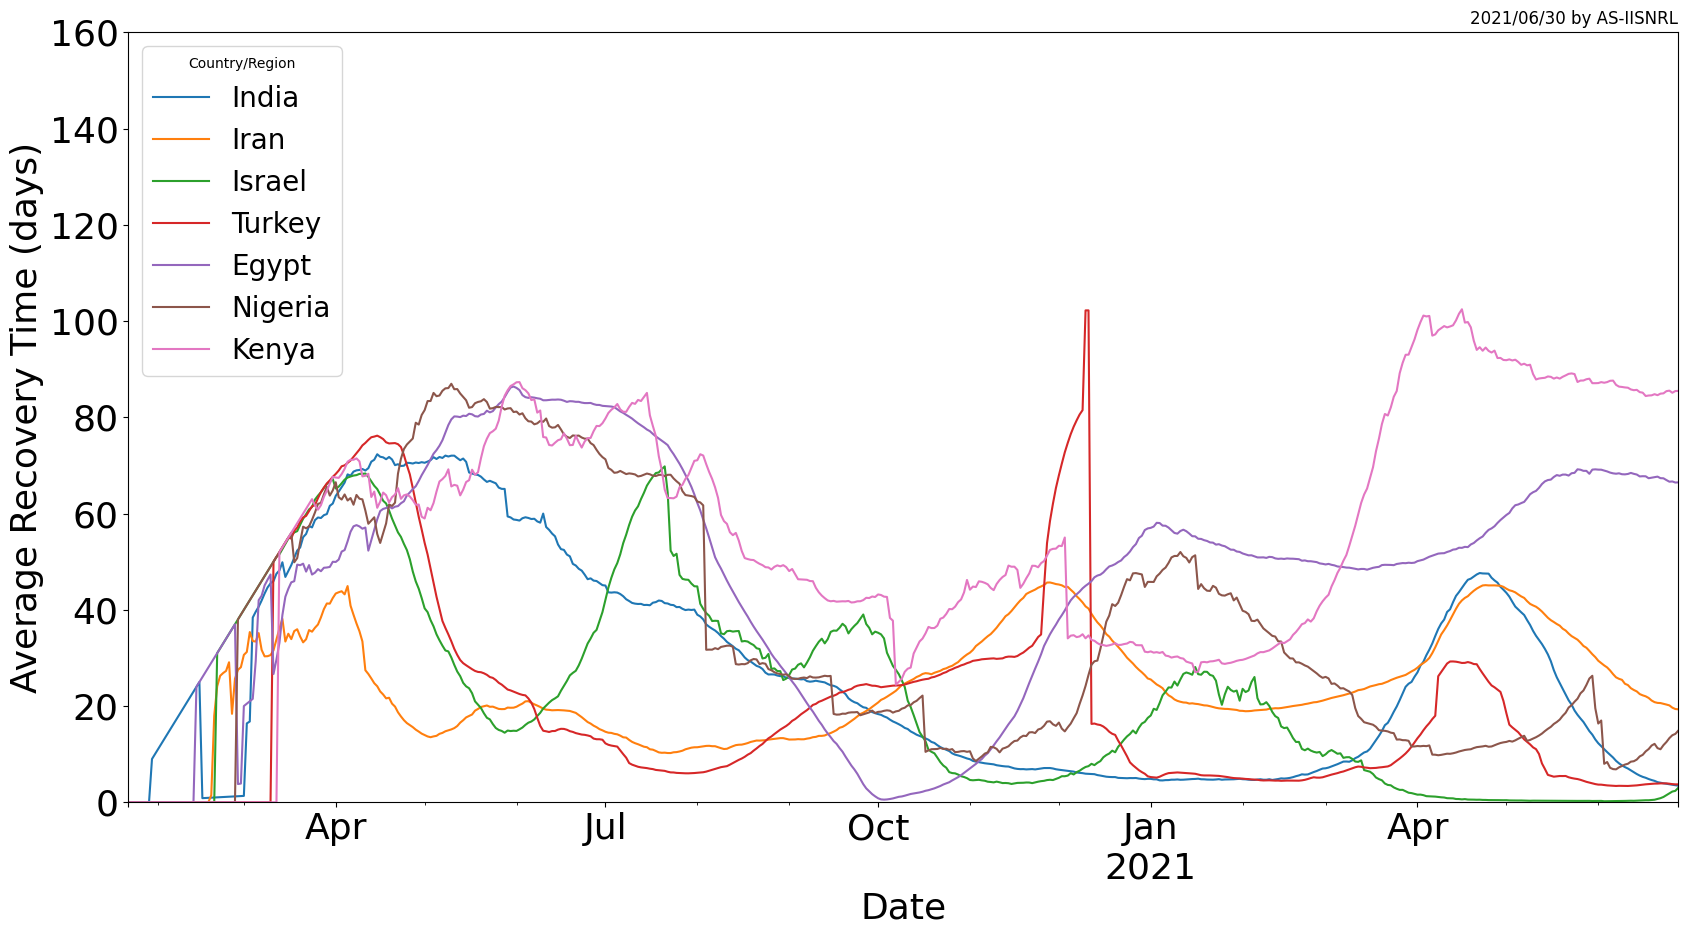 2021/06/30 by AS-IISNRL
Average Recovery Time (days)
160
140
120
100
80
60
40
20
0
Country/Region
India
Iran
Israel
Turkey
Egypt
Nigeria
Kenya
Apr Jul Oct Jan Apr
2021
Date